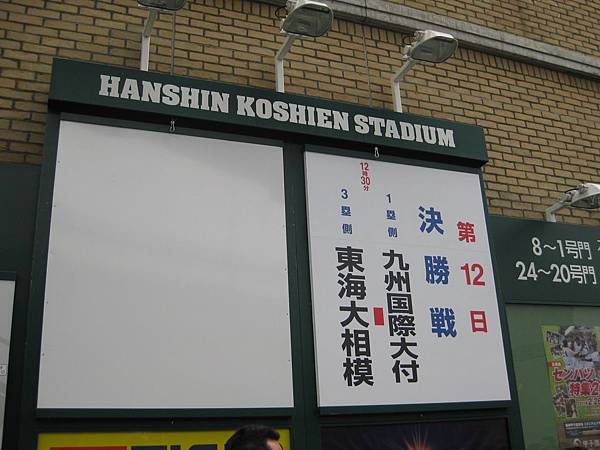 HANSHIN KOSHIEN STADIUM
第12日
決勝戦
12時30分
1塁側
九州国際大付
3塁側
東海大相模
8〜1号門
24〜20号門
センバツ
特集